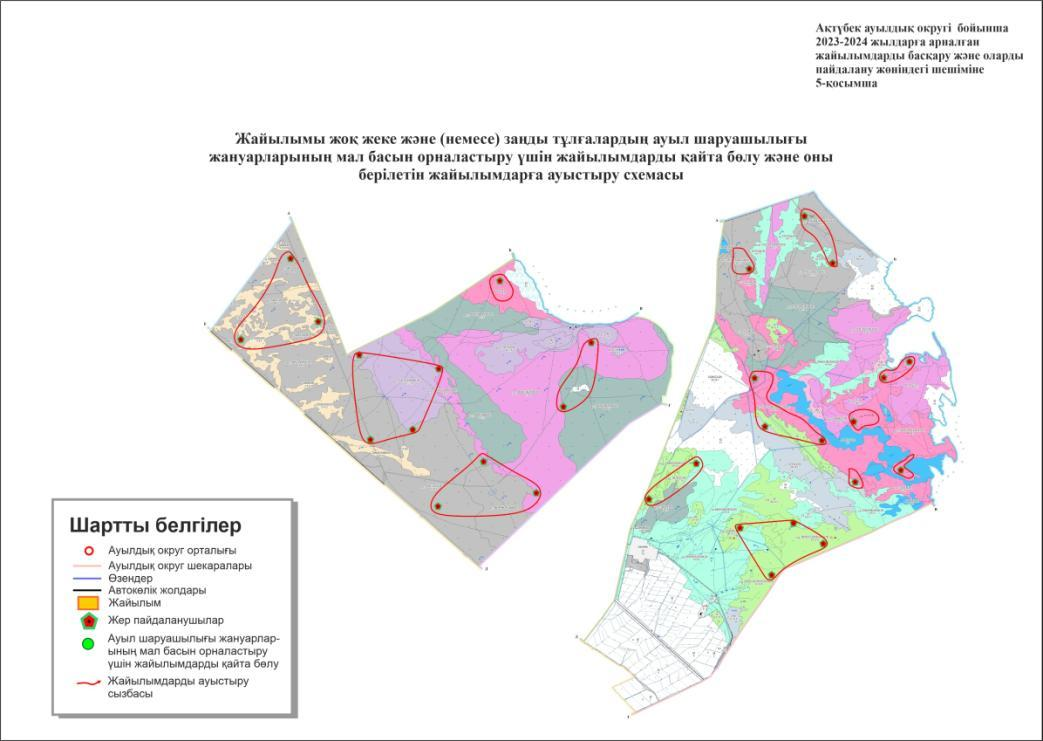 Ақтүбек ауылдық округі бойынша
2023-2024 жылдарға арналған
жайылымдарды басқару және оларды
пайдалану жөніндегі шешіміне
5-қосымша
Жайылымы жоқ жеке және (немесе) заңды тұлғалардың ауыл шаруашылығы
жануарларының мал басын орналастыру үшін жайылымдарды қайта бөлу және оны
берілетін жайылымдарға ауыстыру схемасы
Шартты белгілер
Ауылдық округ орталығы
Ауылдық округ шекаралары
Өзендер
Автокөлік жолдары
Жайылым
Жер пайдаланушылар
Ауыл шаруашылығы жануарлар-
ының мал басын орналастыру
үшін жайылымдарды қайта бөлу
Жайылымдарды ауыстыру
сызбасы